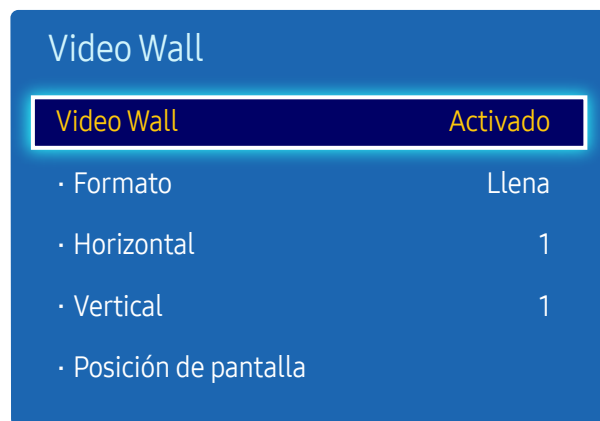 Video Wall
Video Wall Activado
· Formato Llena
· Horizontal 1
· Vertical 1
· Posición de pantalla